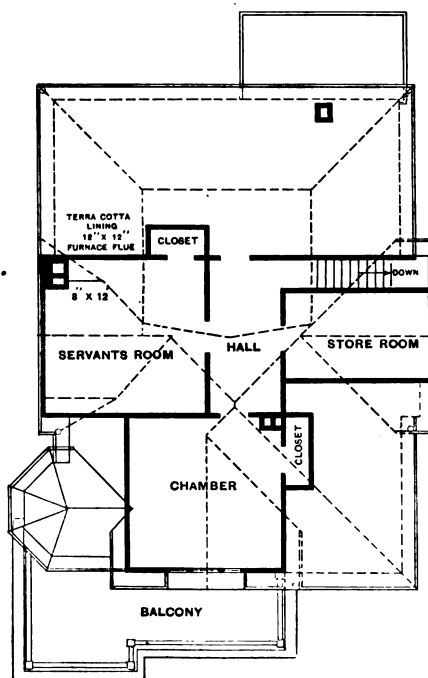 TERRA COTTA
LINING
12" X 12"
FURNACE FLUE
CLOSET
DOWN
8" X 12"
SERVANTS ROOM
HALL
STORE ROOM
CLOSET
CHAMBER
BALCONY